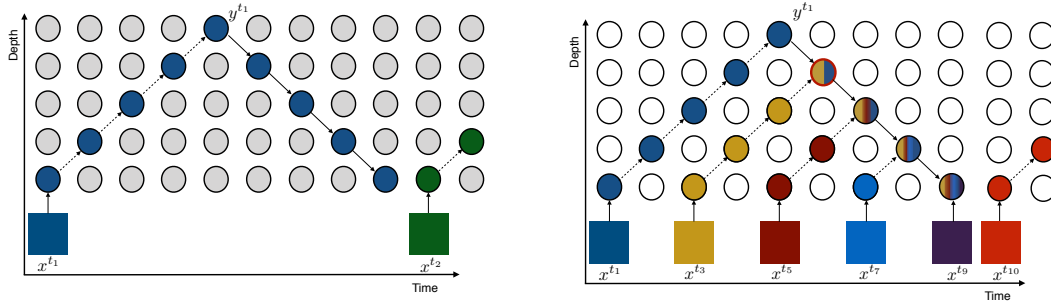 y^{t_1}
Depth
x^{t_1}
x^{t_2}
Time
y^{t_1}
Depth
x^{t_1}
x^{t_3}
x^{t_5}
x^{t_7}
x^{t_9}
x^{t_{10}}
Time